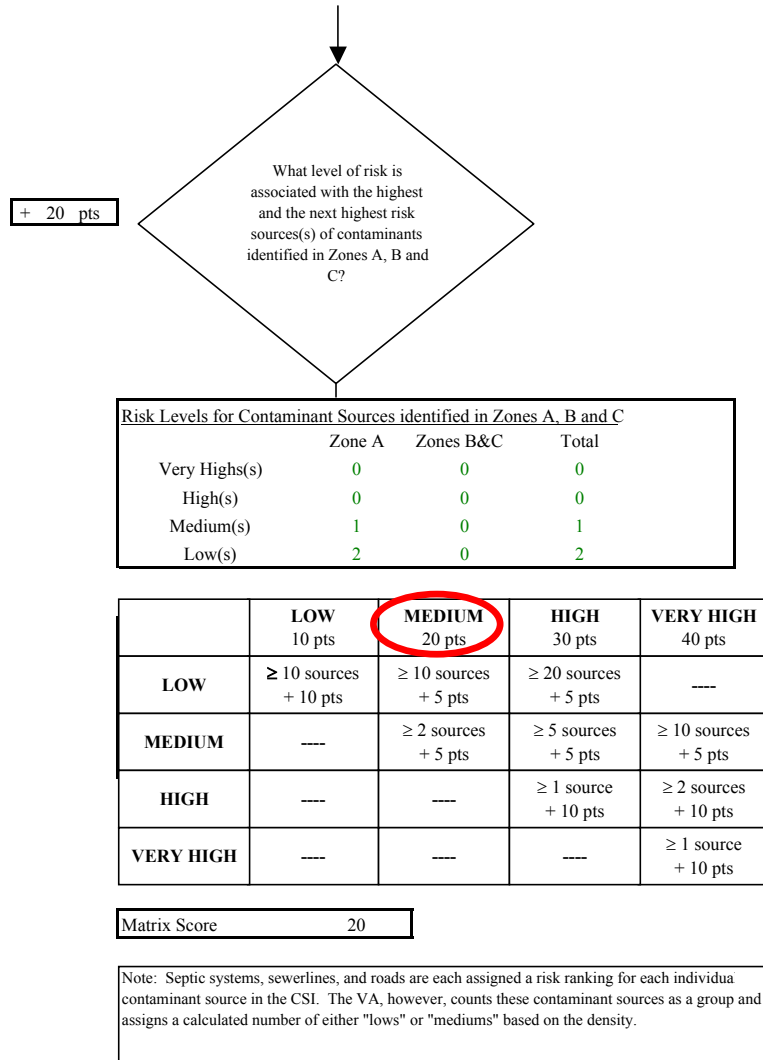 What level of risk is
associated with the highest
and the next highest risk
sources(s) of contaminants
identified in Zones A, B and
C?
+ 20 pts
Risk Levels for Contaminant Sources identified in Zones A, B and C
Zone A Zones B&C Total
Very Highs(s) 0 0 0
High(s) 0 0 0
Medium(s) 1 0 1
Low(s) 2 0 2
LOW MEDIUM HIGH VERY HIGH
10 pts 20 pts 30 pts 40 pts
LOW ≥ 10 sources ≥ 10 sources ≥ 20 sources ----
+ 10 pts + 5 pts + 5 pts
MEDIUM ---- ≥ 2 sources ≥ 5 sources ≥ 10 sources
+ 5 pts + 5 pts + 5 pts
HIGH ---- ---- ≥ 1 source ≥ 2 sources
+ 10 pts + 10 pts
VERY HIGH ---- ---- ---- ≥ 1 source
+ 10 pts
Matrix Score 20
Note: Septic systems, sewerlines, and roads are each assigned a risk ranking for each individua
contaminant source in the CSI. The VA, however, counts these contaminant sources as a group and
assigns a calculated number of either "lows" or "mediums" based on the density.